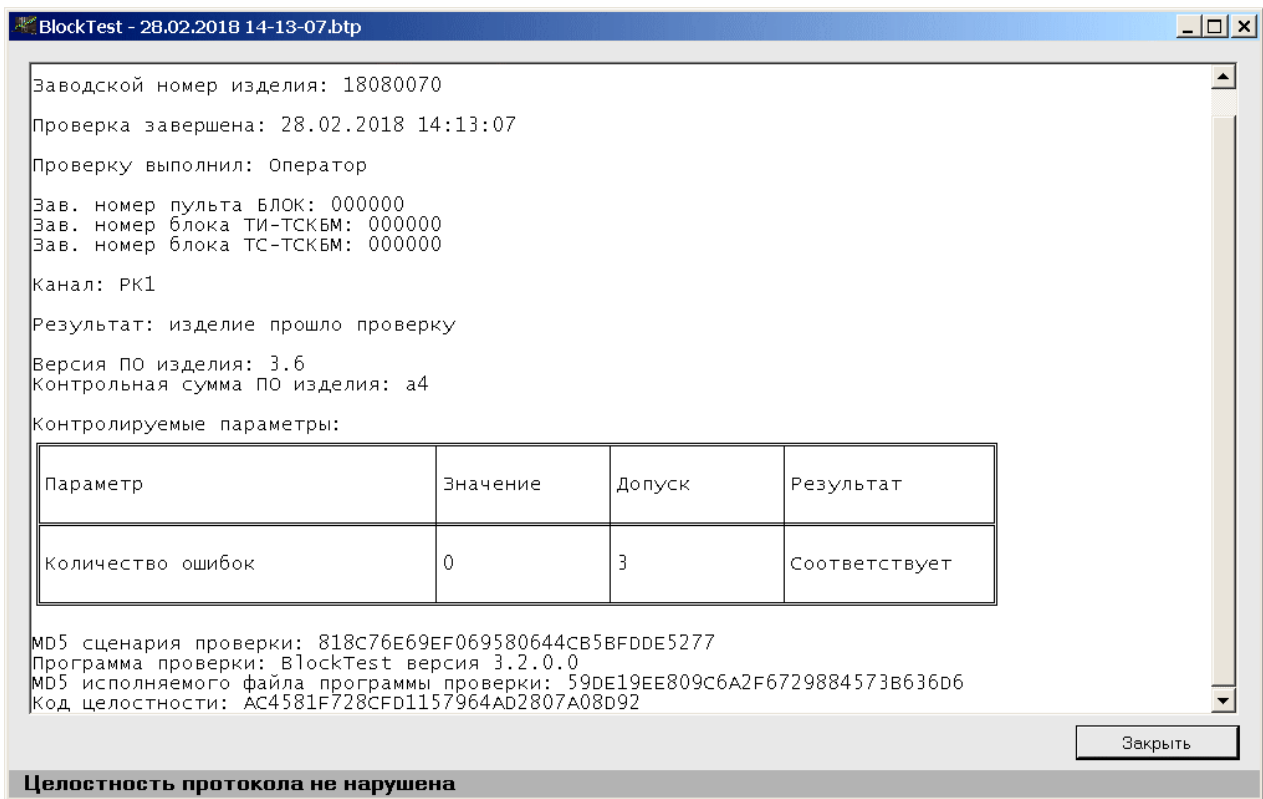 BlockTest - 28.02.2018 14-13-07.btp
Заводской номер изделия: 18080070
Проверка завершена: 28.02.2018 14:13:07
Проверку выполнил: Оператор
Зав. номер пульта БЛОК: 000000
Зав. номер блока ТИ-ТСКБМ: 000000
Зав. номер блока ТС-ТСКБМ: 000000
Канал: РК1
Результат: изделие прошло проверку
Версия ПО изделия: 3.6
Контрольная сумма ПО изделия: a4
Контролируемые параметры:
Параметр Значение Допуск Результат
Количество ошибок 0 3 Соответствует
MD5 сценария проверки: 818C76E69EF069580644CB5BFDDE5277
Программа проверки: BlockTest версия 3.2.0.0
MD5 исполняемого файла программы проверки: 59DE19EE809C6A2F6729884573B636D6
Код целостности: AC4581F728CFD1157964AD2807A08D92
Закрыть
Целостность протокола не нарушена